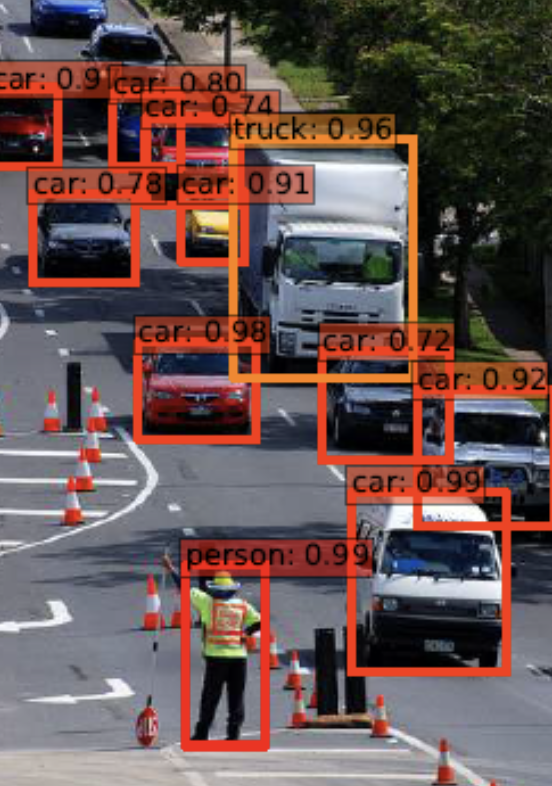 car: 0.9
car: 0.80
car: 0.74
truck: 0.96
car: 0.78
car: 0.91
car: 0.98
car: 0.72
car: 0.92
car: 0.99
person: 0.99